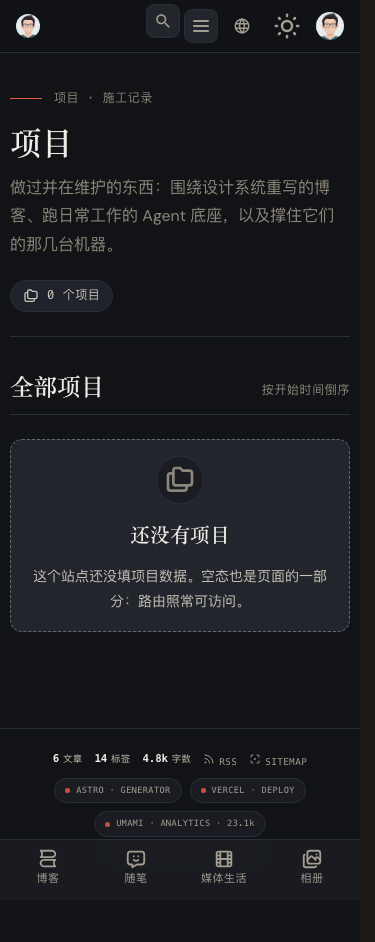 项目 · 施工记录
项目
做过并在维护的东西：围绕设计系统重写的博
客、跑日常工作的 Agent 底座，以及撑住它们
的那几台机器。
0 个项目
全部项目
按开始时间倒序
还没有项目
这个站点还没填项目数据。空态也是页面的一部
分：路由照常可访问。
6 文章 14 标签 4.8k 字数 RSS SITEMAP
ASTRO · GENERATOR
VERCEL · DEPLOY
UMAMI · ANALYTICS · 23.1k
博客 随笔 媒体生活 相册